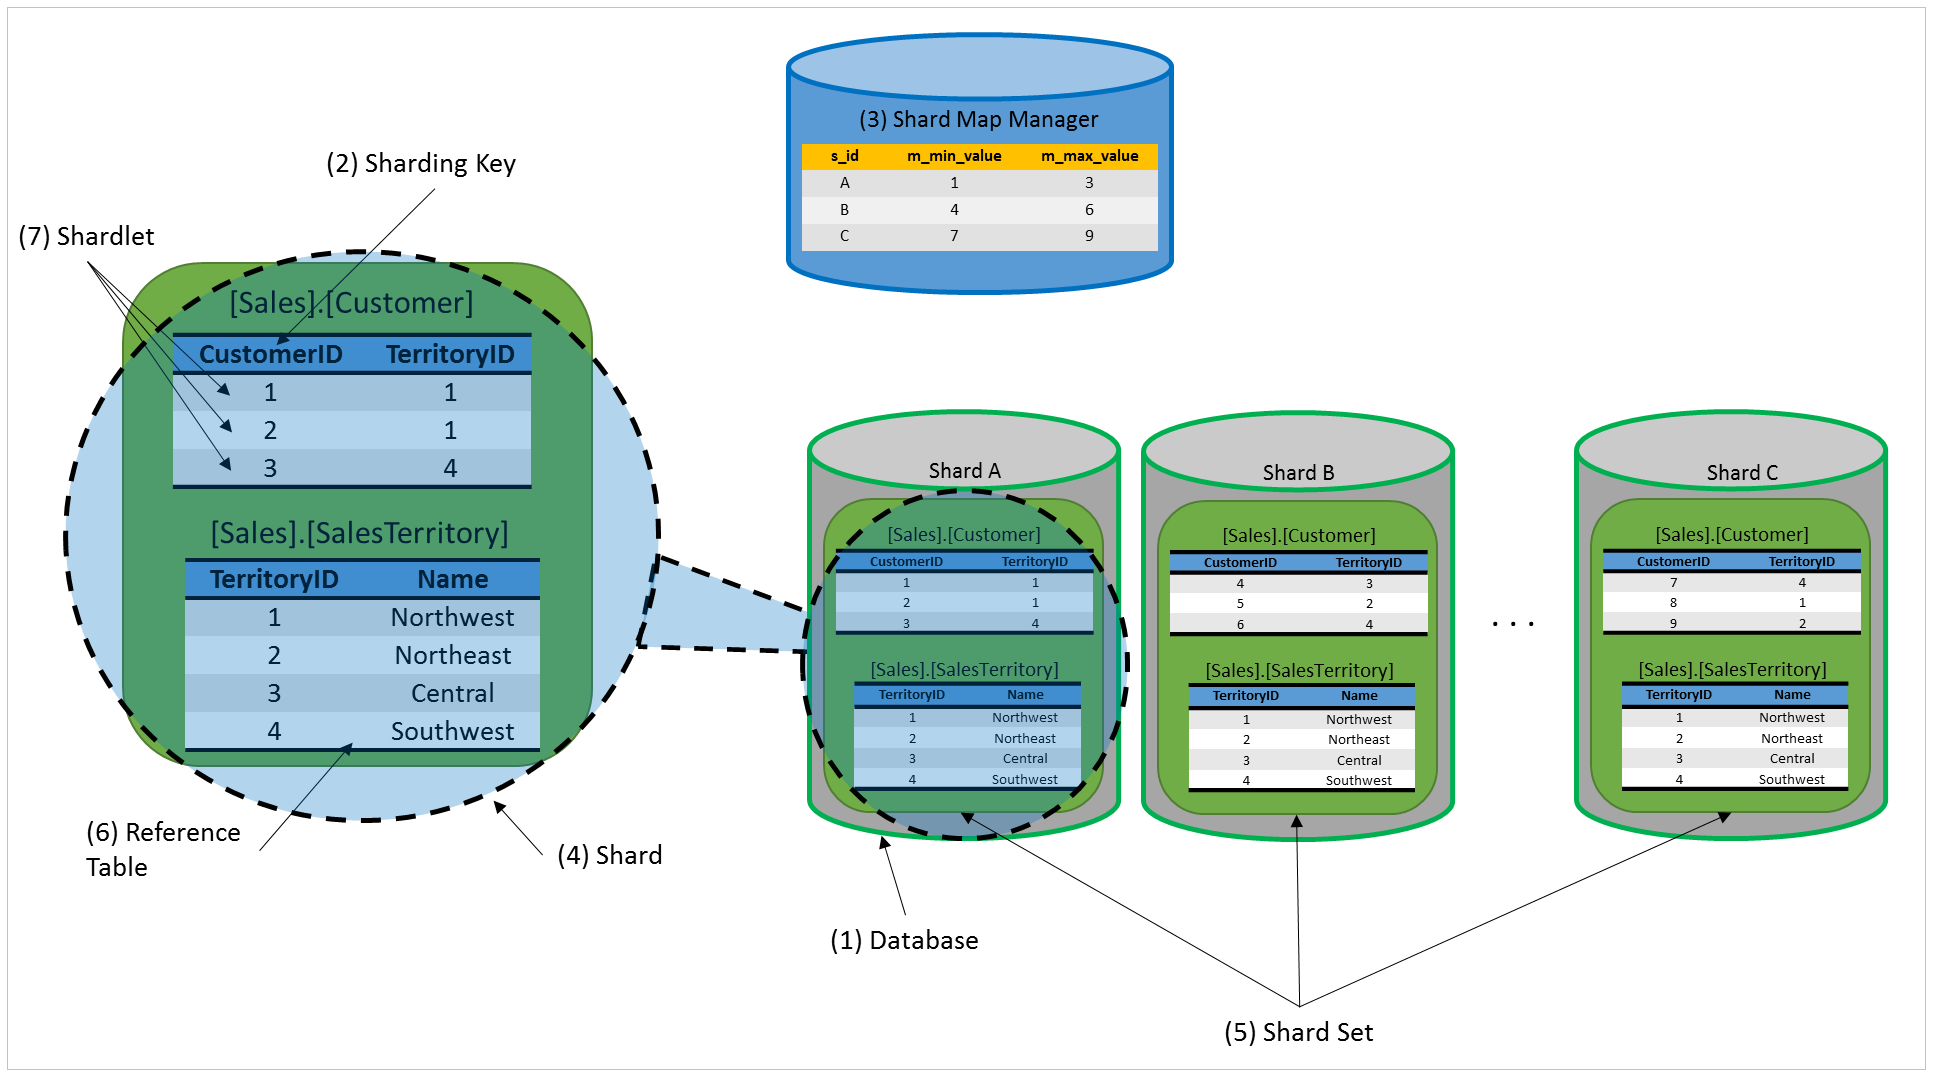 (3) Shard Map Manager
s_id m_min_value m_max_value
A 1 3
B 4 6
C 7 9
(2) Sharding Key
(7) Shardlet
[Sales].[Customer]
CustomerID TerritoryID
1 1
2 1
3 4
[Sales].[SalesTerritory]
TerritoryID Name
1 Northwest
2 Northeast
3 Central
4 Southwest
(6) Reference
Table
(4) Shard
Shard A
[Sales].[Customer]
CustomerID TerritoryID
1 1
2 1
3 4
[Sales].[SalesTerritory]
TerritoryID Name
1 Northwest
2 Northeast
3 Central
4 Southwest
Shard B
[Sales].[Customer]
CustomerID TerritoryID
4 3
5 2
6 4
[Sales].[SalesTerritory]
TerritoryID Name
1 Northwest
2 Northeast
3 Central
4 Southwest
. . .
Shard C
[Sales].[Customer]
CustomerID TerritoryID
7 4
8 1
9 2
[Sales].[SalesTerritory]
TerritoryID Name
1 Northwest
2 Northeast
3 Central
4 Southwest
(1) Database
(5) Shard Set